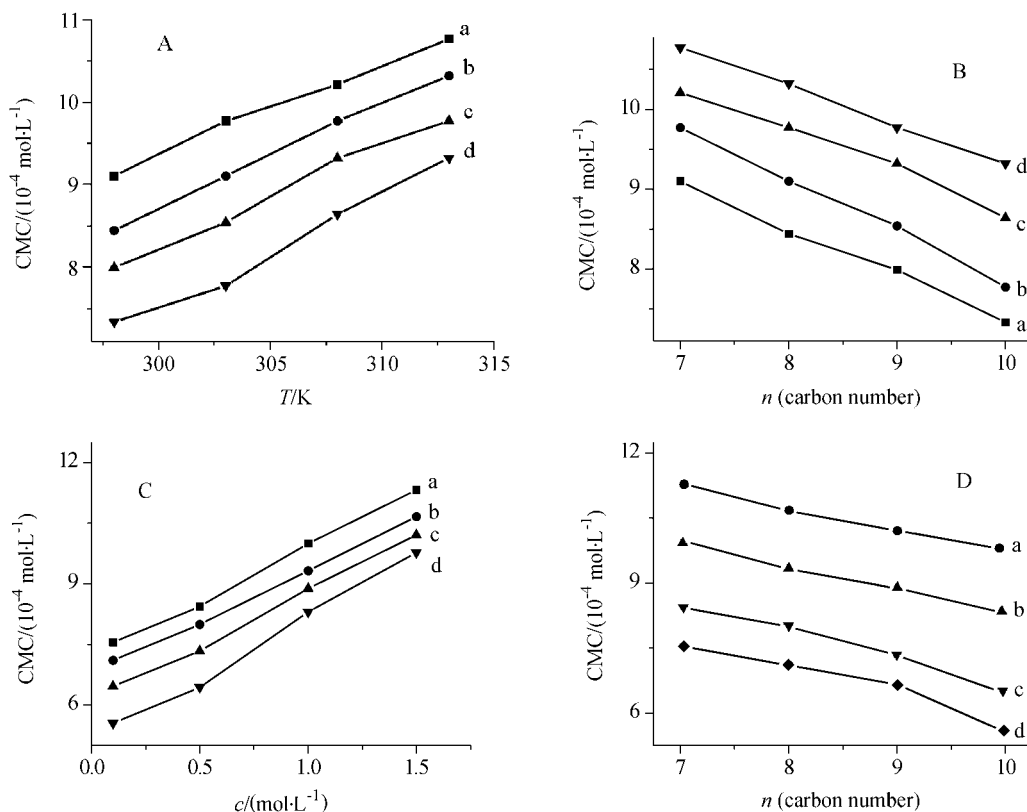 A
CMC/(10⁻⁴ mol·L⁻¹)
11
10
9
8
a
b
c
d
300
305
310
315
T/K
B
CMC/(10⁻⁴ mol·L⁻¹)
10
8
d
c
b
a
7
8
9
10
n (carbon number)
C
CMC/(10⁻⁴ mol·L⁻¹)
12
9
6
a
b
c
d
0.0
0.5
1.0
1.5
c/(mol·L⁻¹)
D
CMC/(10⁻⁴ mol·L⁻¹)
12
9
6
a
b
c
d
7
8
9
10
n (carbon number)